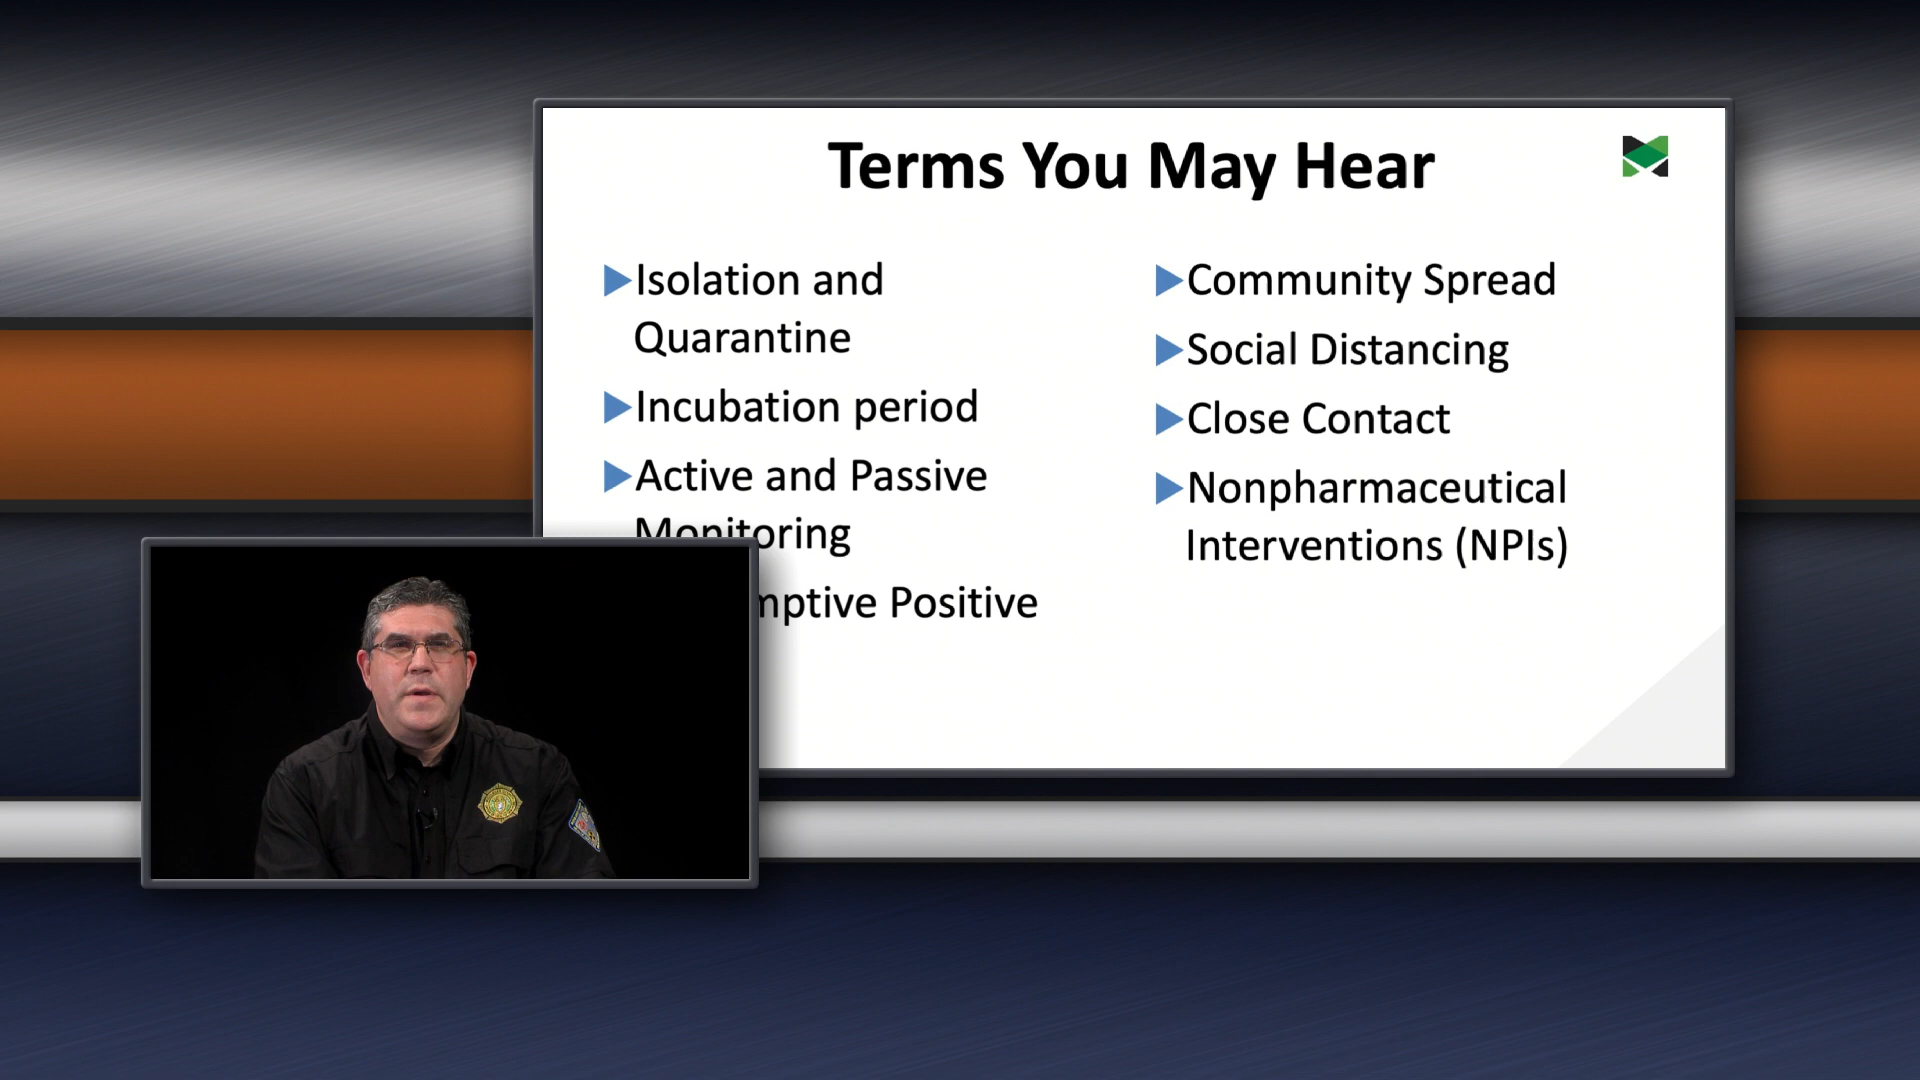 Terms You May Hear
Isolation and
Quarantine
Incubation period
Active and Passive
Monitoring
Positive
Community Spread
Social Distancing
Close Contact
Nonpharmaceutical
Interventions (NPIs)